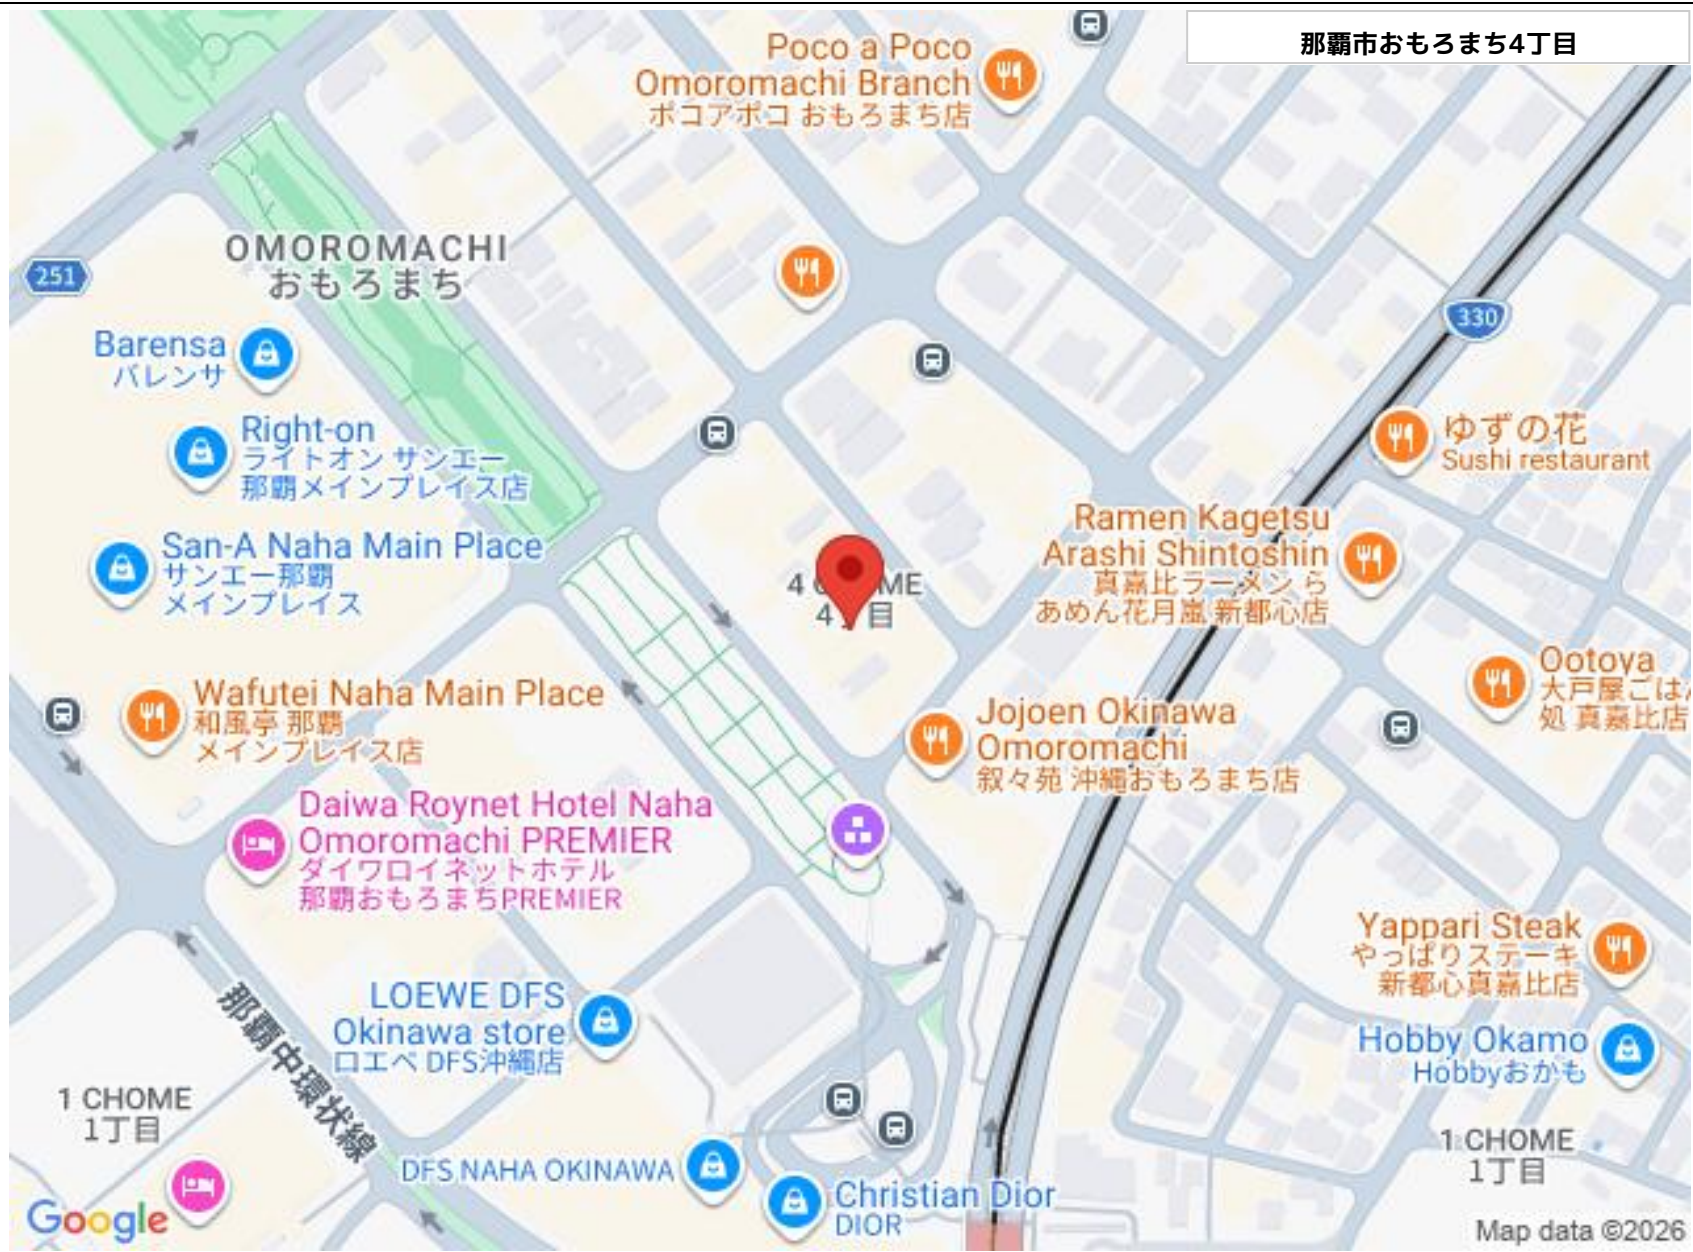 那覇市おもろまち4丁目
Poco a Poco
Omoromachi Branch
ポコアポコ おもろまち店
OMOROMACHI
おもろまち
251
330
Barensa
バレンサ
Right-on
ライトオン サンエー
那覇メインプレイス店
ゆずの花
Sushi restaurant
San-A Naha Main Place
サンエー那覇
メインプレイス
Ramen Kagetsu
Arashi Shintoshin
真嘉比ラーメン ら
あめん花月嵐 新都心店
Ootoya
大戸屋ごは
処 真嘉比店
Wafutei Naha Main Place
和風亭 那覇
メインプレイス店
Jojoen Okinawa
Omoromachi
叙々苑 沖縄おもろまち店
Daiwa Roynet Hotel Naha
Omoromachi PREMIER
ダイワロイネットホテル
那覇おもろまちPREMIER
Yappari Steak
やっぱりステーキ
新都心真嘉比店
LOEWE DFS
Okinawa store
ロエベ DFS沖縄店
那覇中環状線
Hobby Okamo
Hobbyおかも
1 CHOME
1丁目
1 CHOME
1丁目
DFS NAHA OKINAWA
Christian Dior
DIOR
Google
Map data ©2026